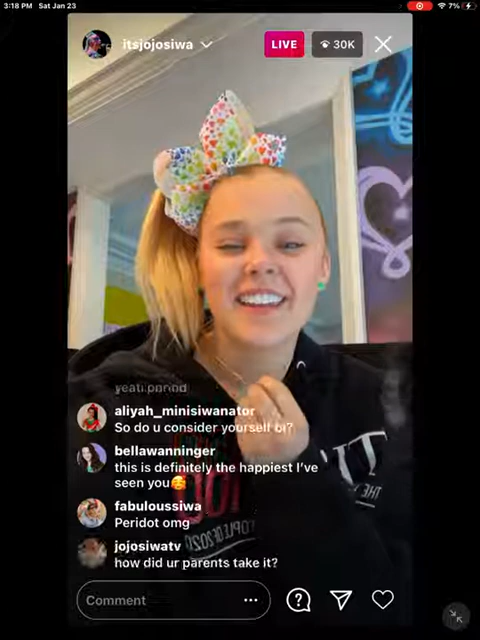 3:18 PM Sat Jan 23
7%
itsjojosiwa
LIVE
30K
aliyah_minisiwanator
So do u consider yourself bi?
bellawanninger
this is definitely the happiest I've
seen you🥰
fabuloussiwa
Peridot omg
jojosiwatv
how did ur parents take it?
Comment